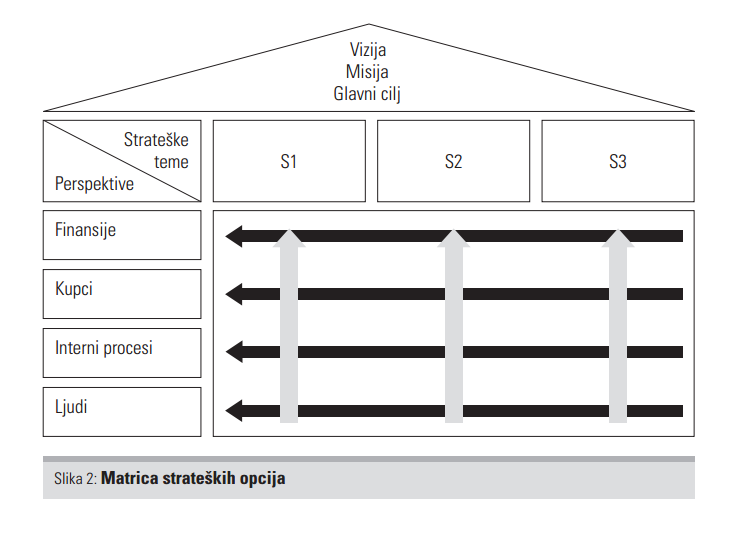 Vizija
Misija
Glavni cilj
Strateške
teme
Perspektive
S1
S2
S3
Finansije
Kupci
Interni procesi
Ljudi
Slika 2: Matrica strateških opcija